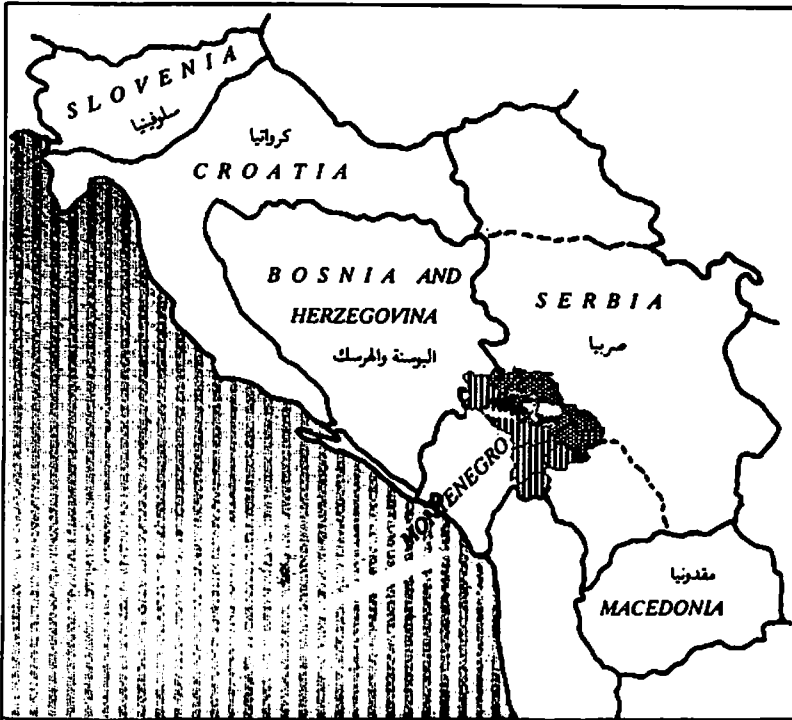 SLOVENIA
سلوفينيا
كرواتيا
CROATIA
BOSNIA AND
HERZEGOVINA
البوسنة والهرسك
SERBIA
صربيا
MONTENEGRO
مقدونيا
MACEDONIA